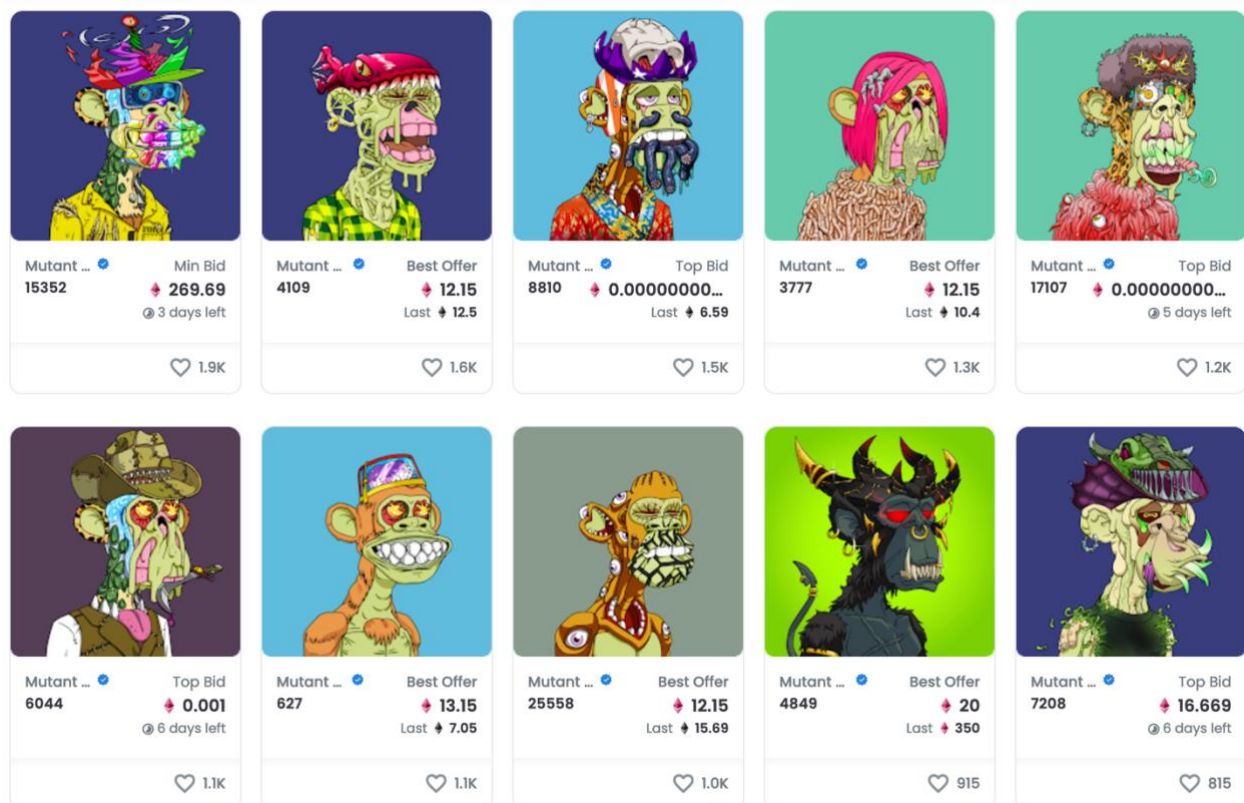 Mutant ... Min Bid
15352 269.69
3 days left
1.9K
Mutant ... Best Offer
4109 12.15
Last 12.5
1.6K
Mutant ... Top Bid
8810 0.00000000...
Last 6.59
1.5K
Mutant ... Best Offer
3777 12.15
Last 10.4
1.3K
Mutant ... Top Bid
17107 0.00000000...
5 days left
1.2K
Mutant ... Top Bid
6044 0.001
6 days left
1.1K
Mutant ... Best Offer
627 13.15
Last 7.05
1.1K
Mutant ... Best Offer
25558 12.15
Last 15.69
1.0K
Mutant ... Best Offer
4849 20
Last 350
915
Mutant ... Top Bid
7208 16.669
6 days left
815